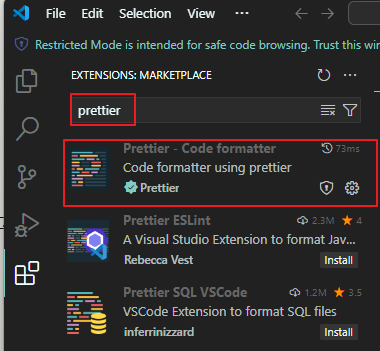 File Edit Selection View ···
Restricted Mode is intended for safe code browsing. Trust this win
EXTENSIONS: MARKETPLACE
prettier
Prettier - Code formatter 73ms
Code formatter using prettier
Prettier
Prettier ESLint 2.3M 4
A Visual Studio Extension to format Jav...
Rebecca Vest Install
Prettier SQL VSCode 1.2M 3.5
VSCode Extension to format SQL files
inferrinizzard Install